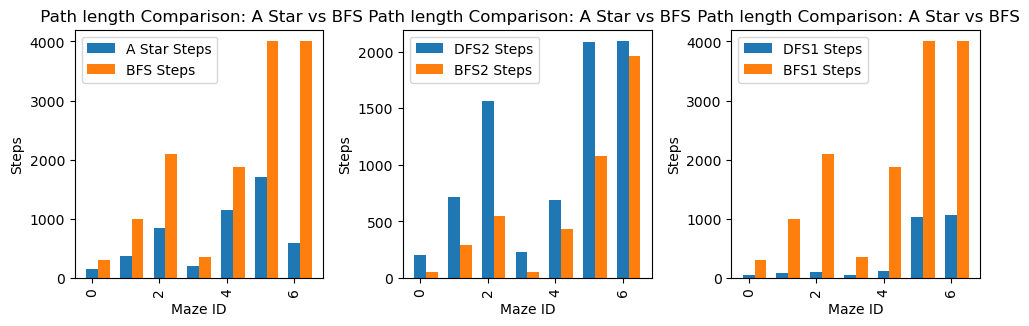 Path length Comparison: A Star vs BFS
A Star Steps
BFS Steps
Steps
4000
3000
2000
1000
0
0
2
4
6
Maze ID
Path length Comparison: A Star vs BFS
DFS2 Steps
BFS2 Steps
Steps
2000
1500
1000
500
0
0
2
4
6
Maze ID
Path length Comparison: A Star vs BFS
DFS1 Steps
BFS1 Steps
Steps
4000
3000
2000
1000
0
0
2
4
6
Maze ID